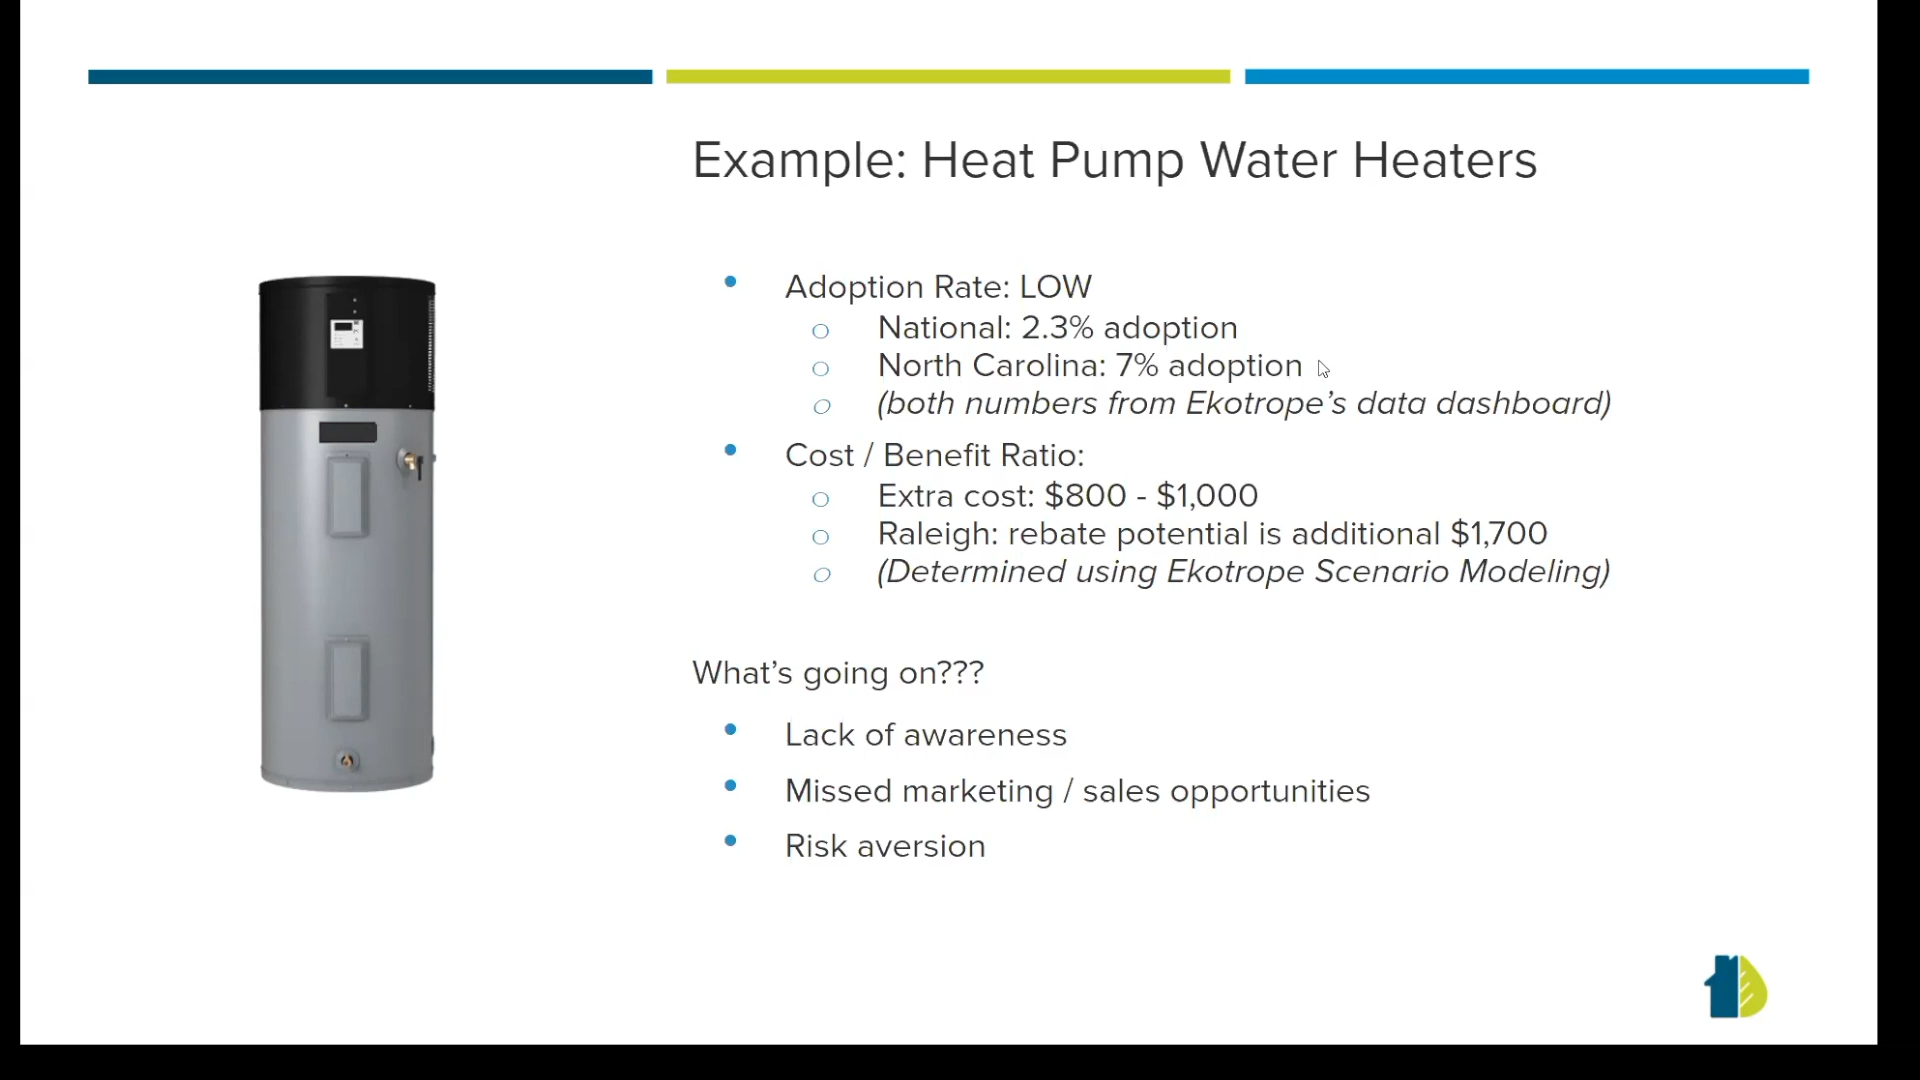 Example: Heat Pump Water Heaters
• Adoption Rate: LOW
o National: 2.3% adoption
o North Carolina: 7% adoption
o (both numbers from Ekotrope’s data dashboard)
• Cost / Benefit Ratio:
o Extra cost: $800 - $1,000
o Raleigh: rebate potential is additional $1,700
o (Determined using Ekotrope Scenario Modeling)
What’s going on???
• Lack of awareness
• Missed marketing / sales opportunities
• Risk aversion